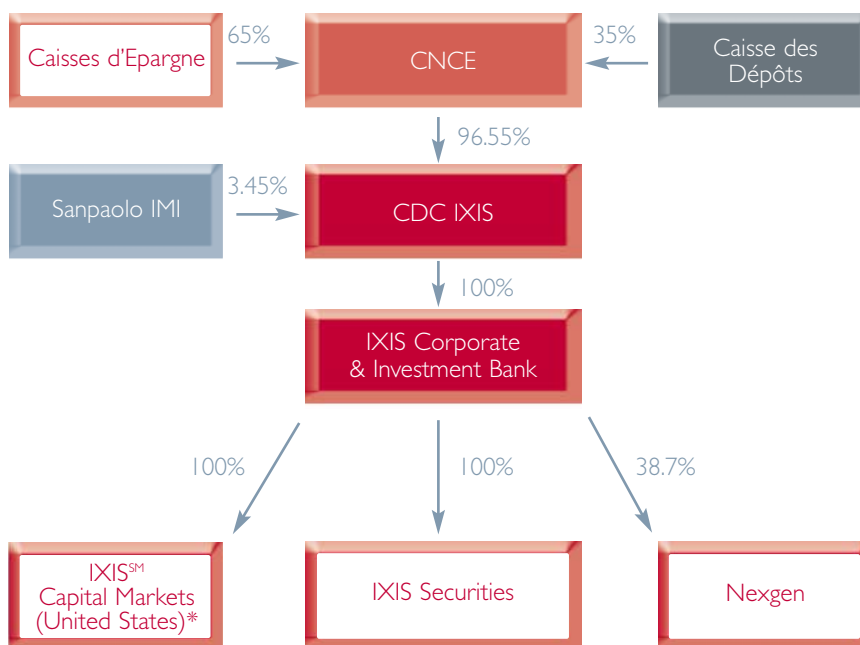 Caisses d'Epargne
65%
CNCE
35%
Caisse des
Dépôts
96.55%
Sanpaolo IMI
3.45%
CDC IXIS
100%
IXIS Corporate
& Investment Bank
100%
100%
38.7%
IXIS℠
Capital Markets
(United States)*
IXIS Securities
Nexgen